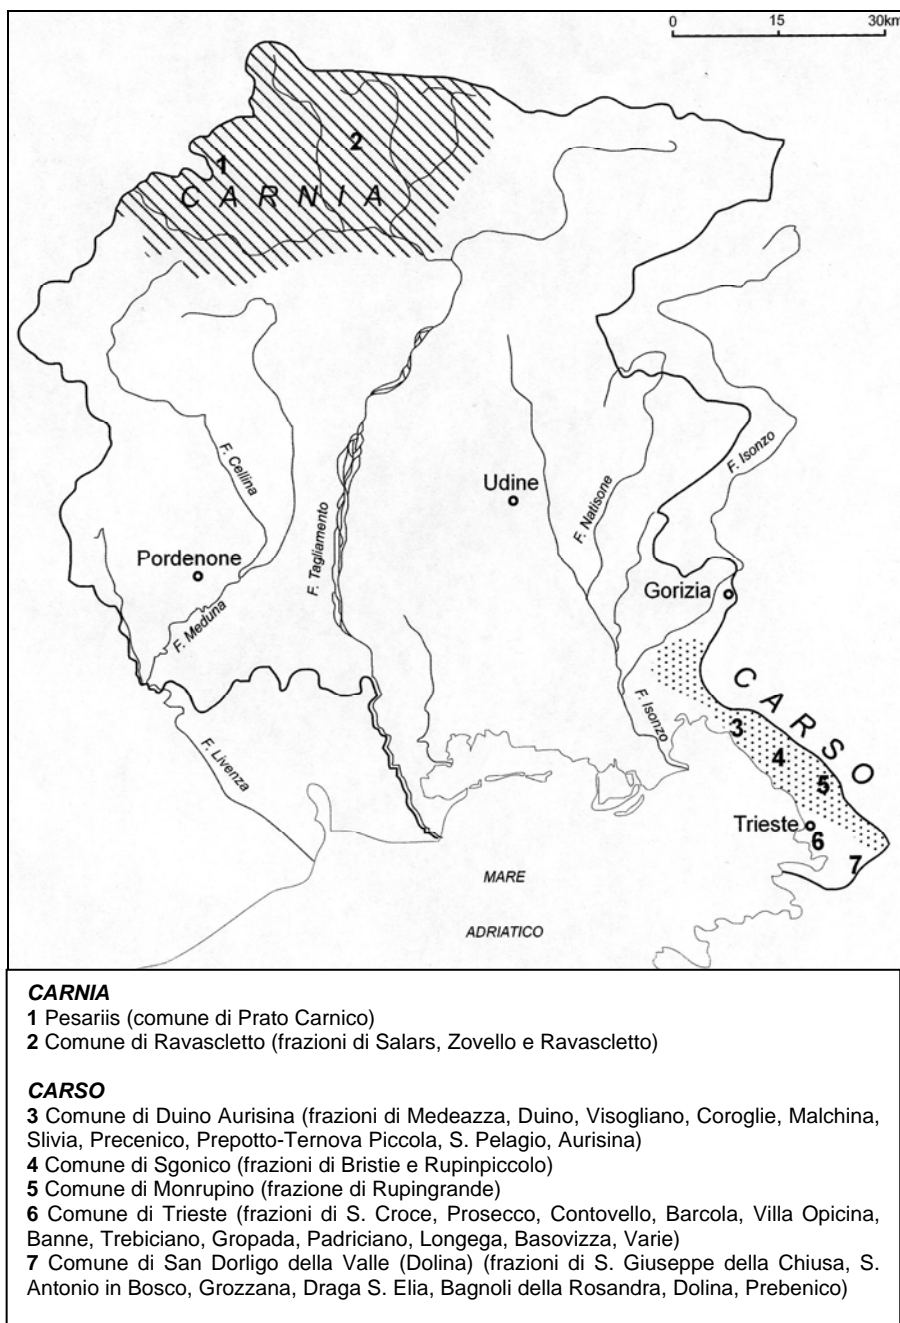 0 15 30km
1
2
CARNIA
F. Cellina
F. Isonzo
Udine
F. Natisone
F. Tagliamento
Pordenone
Gorizia
F. Meduna
CARSO
F. Isonzo
3
4
5
F. Livenza
Trieste
6
7
MARE
ADRIATICO
CARNIA
1 Pesariis (comune di Prato Carnico)
2 Comune di Ravascletto (frazioni di Salars, Zovello e Ravascletto)
CARSO
3 Comune di Duino Aurisina (frazioni di Medeazza, Duino, Visogliano, Coroglie, Malchina,
Slivia, Precenico, Prepotto-Ternova Piccola, S. Pelagio, Aurisina)
4 Comune di Sgonico (frazioni di Bristie e Rupinpiccolo)
5 Comune di Monrupino (frazione di Rupingrande)
6 Comune di Trieste (frazioni di S. Croce, Prosecco, Contovello, Barcola, Villa Opicina,
Banne, Trebiciano, Gropada, Padriciano, Longega, Basovizza, Varie)
7 Comune di San Dorligo della Valle (Dolina) (frazioni di S. Giuseppe della Chiusa, S.
Antonio in Bosco, Grozzana, Draga S. Elia, Bagnoli della Rosandra, Dolina, Prebenico)